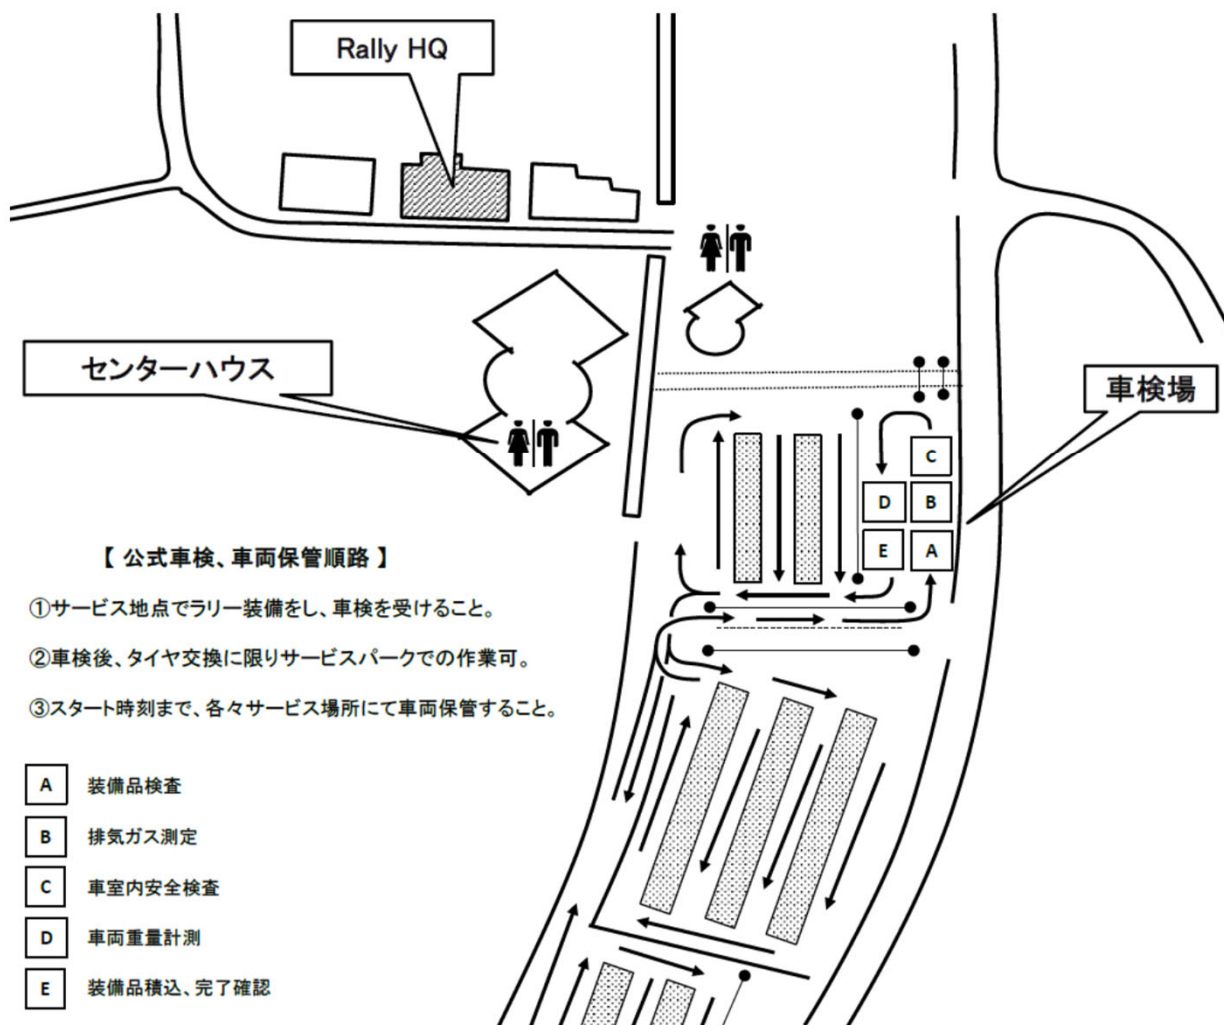 Rally HQ
センターハウス
車検場
C
D B
E A
【 公式車検、車両保管順路 】
①サービス地点でラリー装備をし、車検を受けること。
②車検後、タイヤ交換に限りサービスパークでの作業可。
③スタート時刻まで、各々サービス場所にて車両保管すること。
A 装備品検査
B 排気ガス測定
C 車室内安全検査
D 車両重量計測
E 装備品積込、完了確認